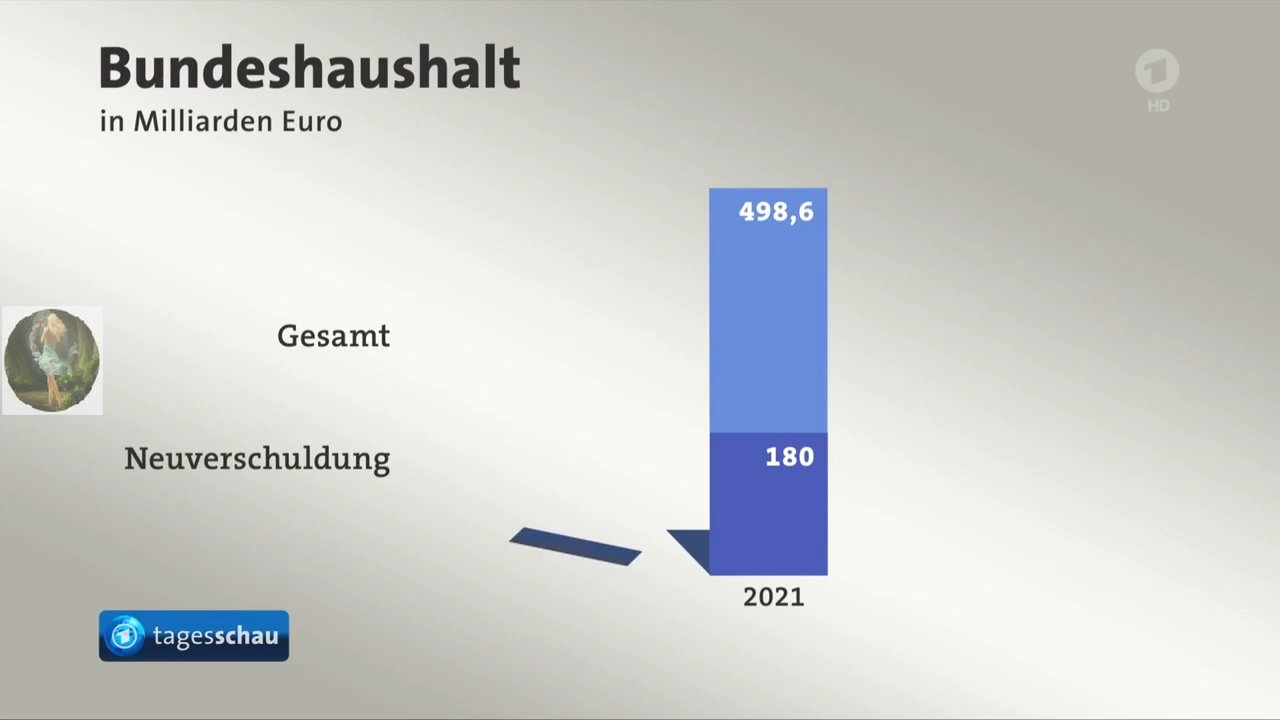 Bundeshaushalt
in Milliarden Euro
HD
498,6
Gesamt
Neuverschuldung
180
2021
tagesschau